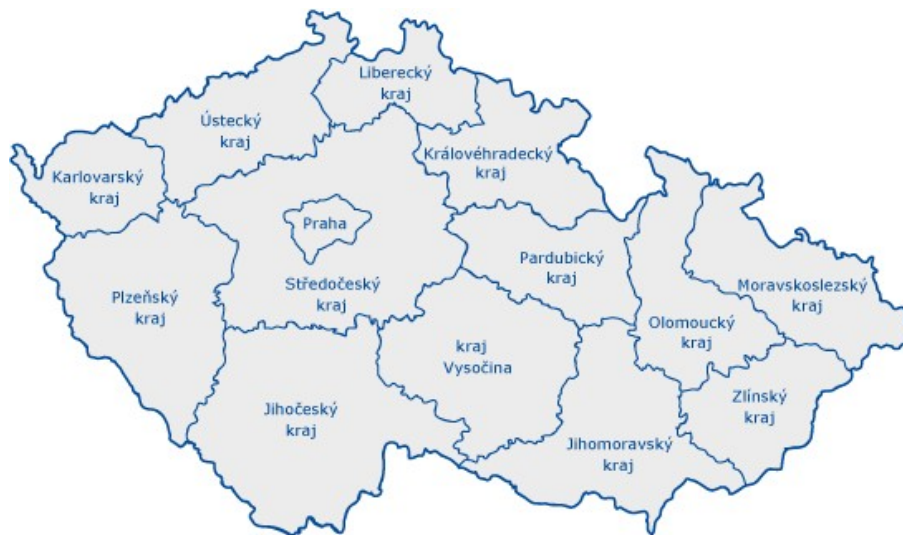 Liberecký
kraj
Ústecký
kraj
Královéhradecký
kraj
Karlovarský
kraj
Praha
Pardubický
kraj
Středočeský
kraj
Plzeňský
kraj
Moravskoslezský
kraj
Olomoucký
kraj
kraj
Vysočina
Zlínský
kraj
Jihočeský
kraj
Jihomoravský
kraj